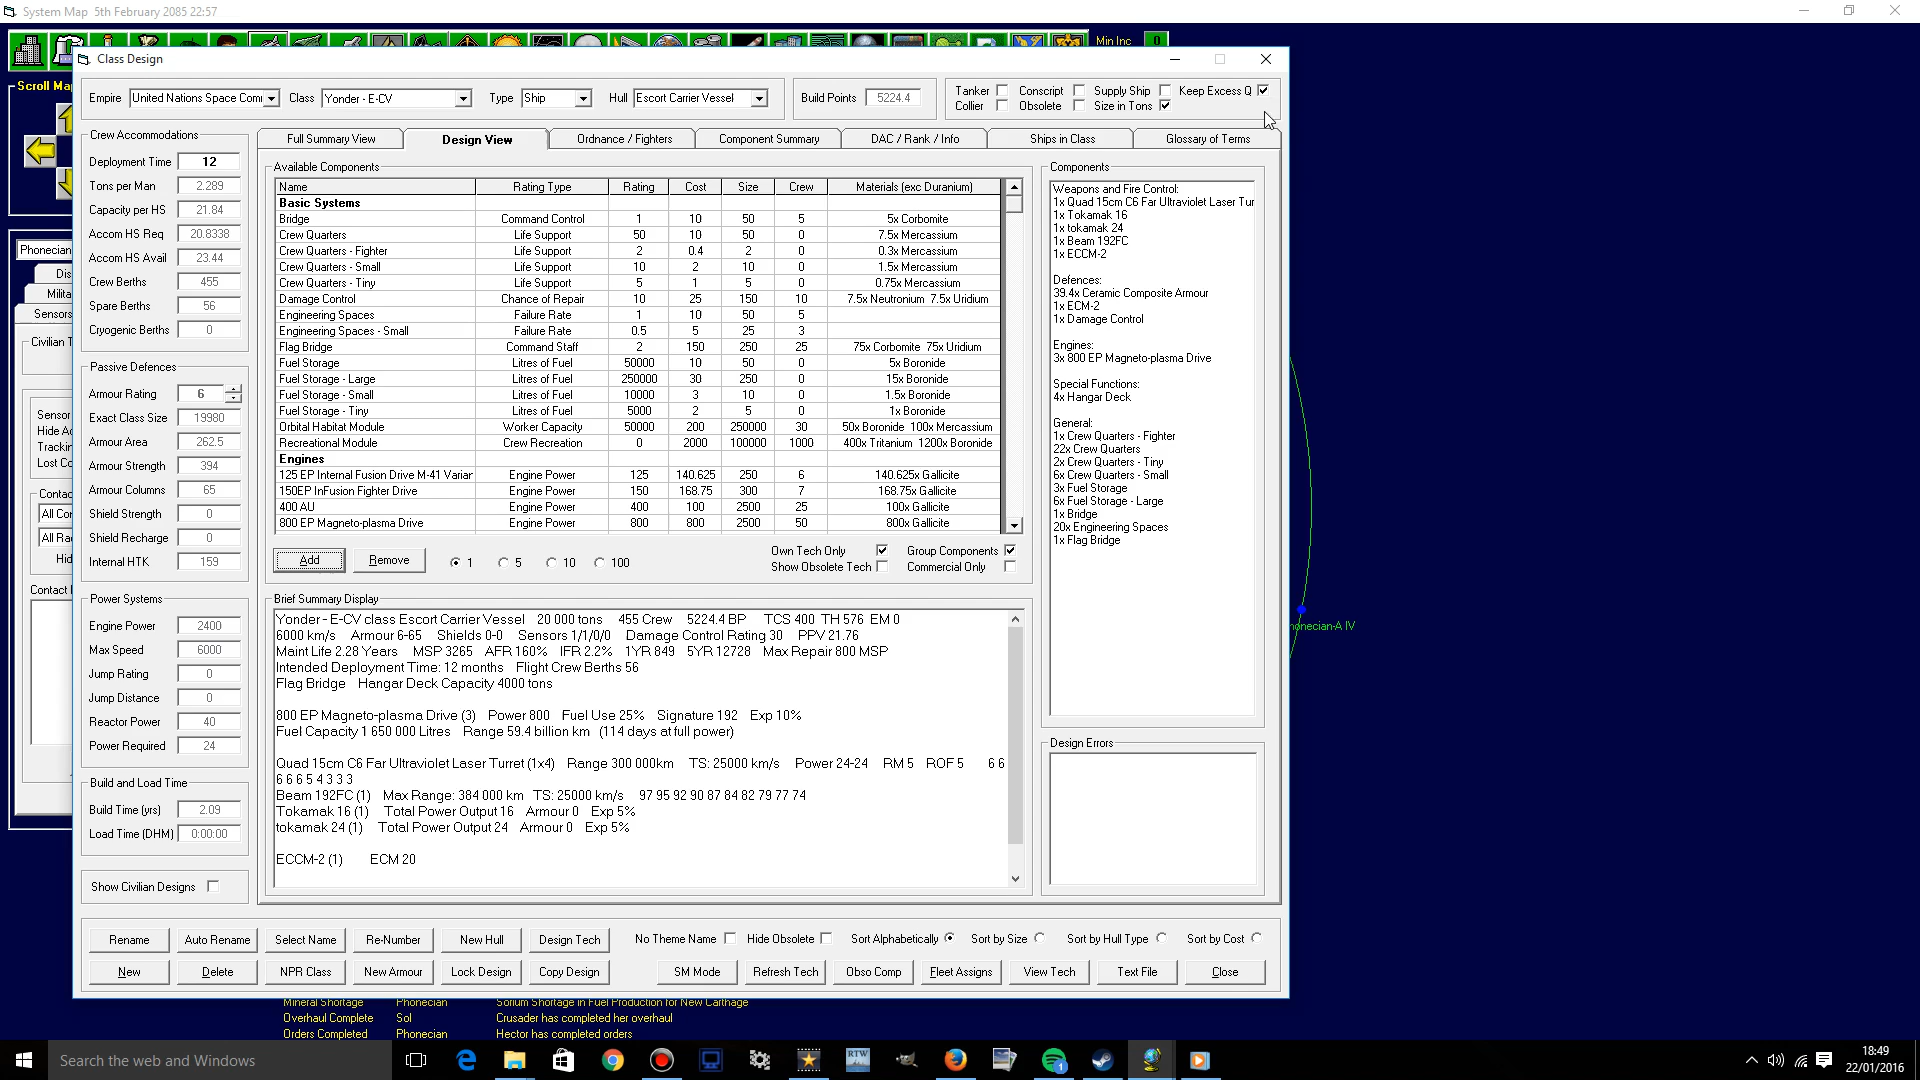 System Map   5th February 2085 22:57
Min Inc   0
Class Design
Scroll Ma
Empire   United Nations Space Com   Class   Yonder - E-CV   Type   Ship   Hull   Escort Carrier Vessel   Build Points   5224.4
Tanker   Conscript   Supply Ship   Keep Excess Q
Collier   Obsolete   Size in Tons
Crew Accommodations
Deployment Time   12
Tons per Man   2.289
Capacity per HS   21.84
Accom HS Req   20.8338
Accom HS Avail   23.44
Crew Berths   455
Spare Berths   56
Cryogenic Berths   0
Passive Defences
Armour Rating   6
Exact Class Size   19980
Armour Area   262.5
Armour Strength   394
Armour Columns   65
Shield Strength   0
Shield Recharge   0
Internal HTK   159
Power Systems
Engine Power   2400
Max Speed   6000
Jump Rating   0
Jump Distance   0
Reactor Power   40
Power Required   24
Build and Load Time
Build Time (yrs)   2.09
Load Time (DHM)   0:00:00
Show Civilian Designs
Phonecian
Dis
Milita
Sensors
Civilian T
Sensor
Hide A
Trackin
Lost Co
Contac
All Con
All Ra
Hid
Contact
Full Summary View   Design View   Ordnance / Fighters   Component Summary   DAC / Rank / Info   Ships in Class   Glossary of Terms
Available Components
Name   Rating Type   Rating   Cost   Size   Crew   Materials (exc Duranium)
Basic Systems
Bridge   Command Control   1   10   50   5   5x Corbomite
Crew Quarters   Life Support   50   10   50   0   7.5x Mercassium
Crew Quarters - Fighter   Life Support   2   0.4   2   0   0.3x Mercassium
Crew Quarters - Small   Life Support   10   2   10   0   1.5x Mercassium
Crew Quarters - Tiny   Life Support   5   1   5   0   0.75x Mercassium
Damage Control   Chance of Repair   10   25   150   10   7.5x Neutronium  7.5x Uridium
Engineering Spaces   Failure Rate   1   10   50   5
Engineering Spaces - Small   Failure Rate   0.5   5   25   3
Flag Bridge   Command Staff   2   150   250   25   75x Corbomite  75x Uridium
Fuel Storage   Litres of Fuel   50000   10   50   0   5x Boronide
Fuel Storage - Large   Litres of Fuel   250000   30   250   0   15x Boronide
Fuel Storage - Small   Litres of Fuel   10000   3   10   0   1.5x Boronide
Fuel Storage - Tiny   Litres of Fuel   5000   2   5   0   1x Boronide
Orbital Habitat Module   Worker Capacity   50000   200   250000   30   50x Boronide  100x Mercassium
Recreational Module   Crew Recreation   0   2000   100000   1000   400x Tritanium  1200x Boronide
Engines
125 EP Internal Fusion Drive M-41 Varian   Engine Power   125   140.625   250   6   140.625x Gallicite
150EP InFusion Fighter Drive   Engine Power   150   168.75   300   7   168.75x Gallicite
400 AU   Engine Power   400   100   2500   25   100x Gallicite
800 EP Magneto-plasma Drive   Engine Power   800   800   2500   50   800x Gallicite
Add   Remove   1   5   10   100
Own Tech Only   Group Components
Show Obsolete Tech   Commercial Only
Brief Summary Display
Yonder - E-CV class Escort Carrier Vessel   20 000 tons   455 Crew   5224.4 BP   TCS 400  TH 576  EM 0
6000 km/s   Armour 6-65   Shields 0-0   Sensors 1/1/0/0   Damage Control Rating 30   PPV 21.76
Maint Life 2.28 Years   MSP 3265   AFR 160%   IFR 2.2%   1YR 849   5YR 12728   Max Repair 800 MSP
Intended Deployment Time: 12 months   Flight Crew Berths 56
Flag Bridge   Hangar Deck Capacity 4000 tons
800 EP Magneto-plasma Drive (3)   Power 800   Fuel Use 25%   Signature 192   Exp 10%
Fuel Capacity 1 650 000 Litres   Range 59.4 billion km   (114 days at full power)
Quad 15cm C6 Far Ultraviolet Laser Turret (1x4)   Range 300 000km   TS: 25000 km/s   Power 24-24   RM 5   ROF 5   6 6
6 6 6 5 4 3 3 3
Beam 192FC (1)   Max Range: 384 000 km   TS: 25000 km/s   97 95 92 90 87 84 82 79 77 74
Tokamak 16 (1)   Total Power Output 16   Armour 0   Exp 5%
tokamak 24 (1)   Total Power Output 24   Armour 0   Exp 5%
ECCM-2 (1)   ECM 20
Components
Weapons and Fire Control:
1x Quad 15cm C6 Far Ultraviolet Laser Tur
1x Tokamak 16
1x tokamak 24
1x Beam 192FC
1x ECCM-2
Defences:
39.4x Ceramic Composite Armour
1x ECM-2
1x Damage Control
Engines:
3x 800 EP Magneto-plasma Drive
Special Functions:
4x Hangar Deck
General:
1x Crew Quarters - Fighter
22x Crew Quarters
2x Crew Quarters - Tiny
6x Crew Quarters - Small
3x Fuel Storage
6x Fuel Storage - Large
1x Bridge
20x Engineering Spaces
1x Flag Bridge
Design Errors
honecian-A IV
Rename   Auto Rename   Select Name   Re-Number   New Hull   Design Tech   No Theme Name   Hide Obsolete   Sort Alphabetically   Sort by Size   Sort by Hull Type   Sort by Cost
New   Delete   NPR Class   New Armour   Lock Design   Copy Design   SM Mode   Refresh Tech   Obso Comp   Fleet Assigns   View Tech   Text File   Close
Mineral Shortage   Phonecian   Sorium Shortage in Fuel Production for New Carthage
Overhaul Complete   Sol   Crusader has completed her overhaul
Orders Completed   Phonecian   Hector has completed orders
Search the web and Windows
RTW
1
18:49
22/01/2016